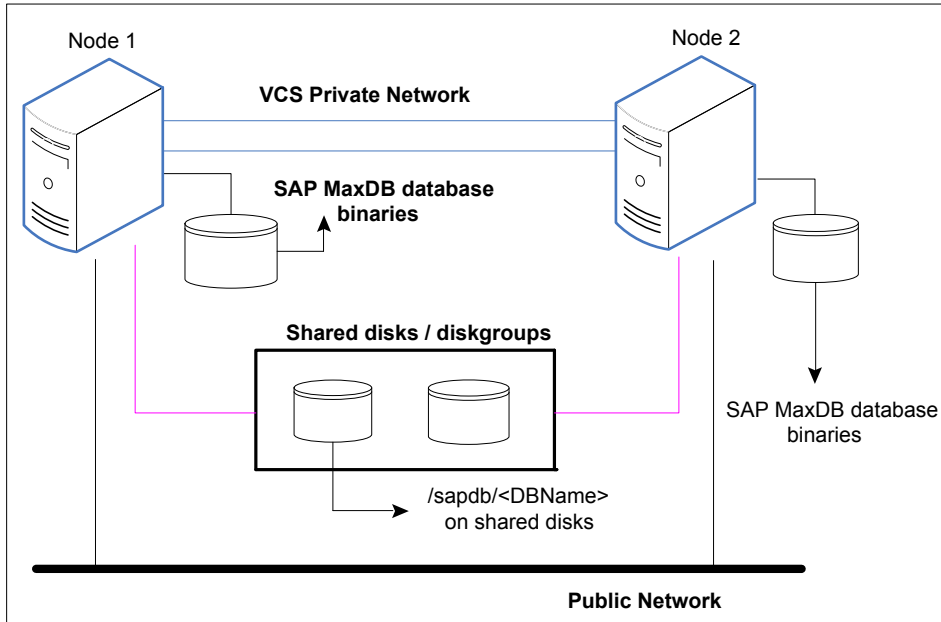 Node 1
Node 2
VCS Private Network
SAP MaxDB database
binaries
Shared disks / diskgroups
SAP MaxDB database
binaries
/sapdb/<DBName>
on shared disks
Public Network